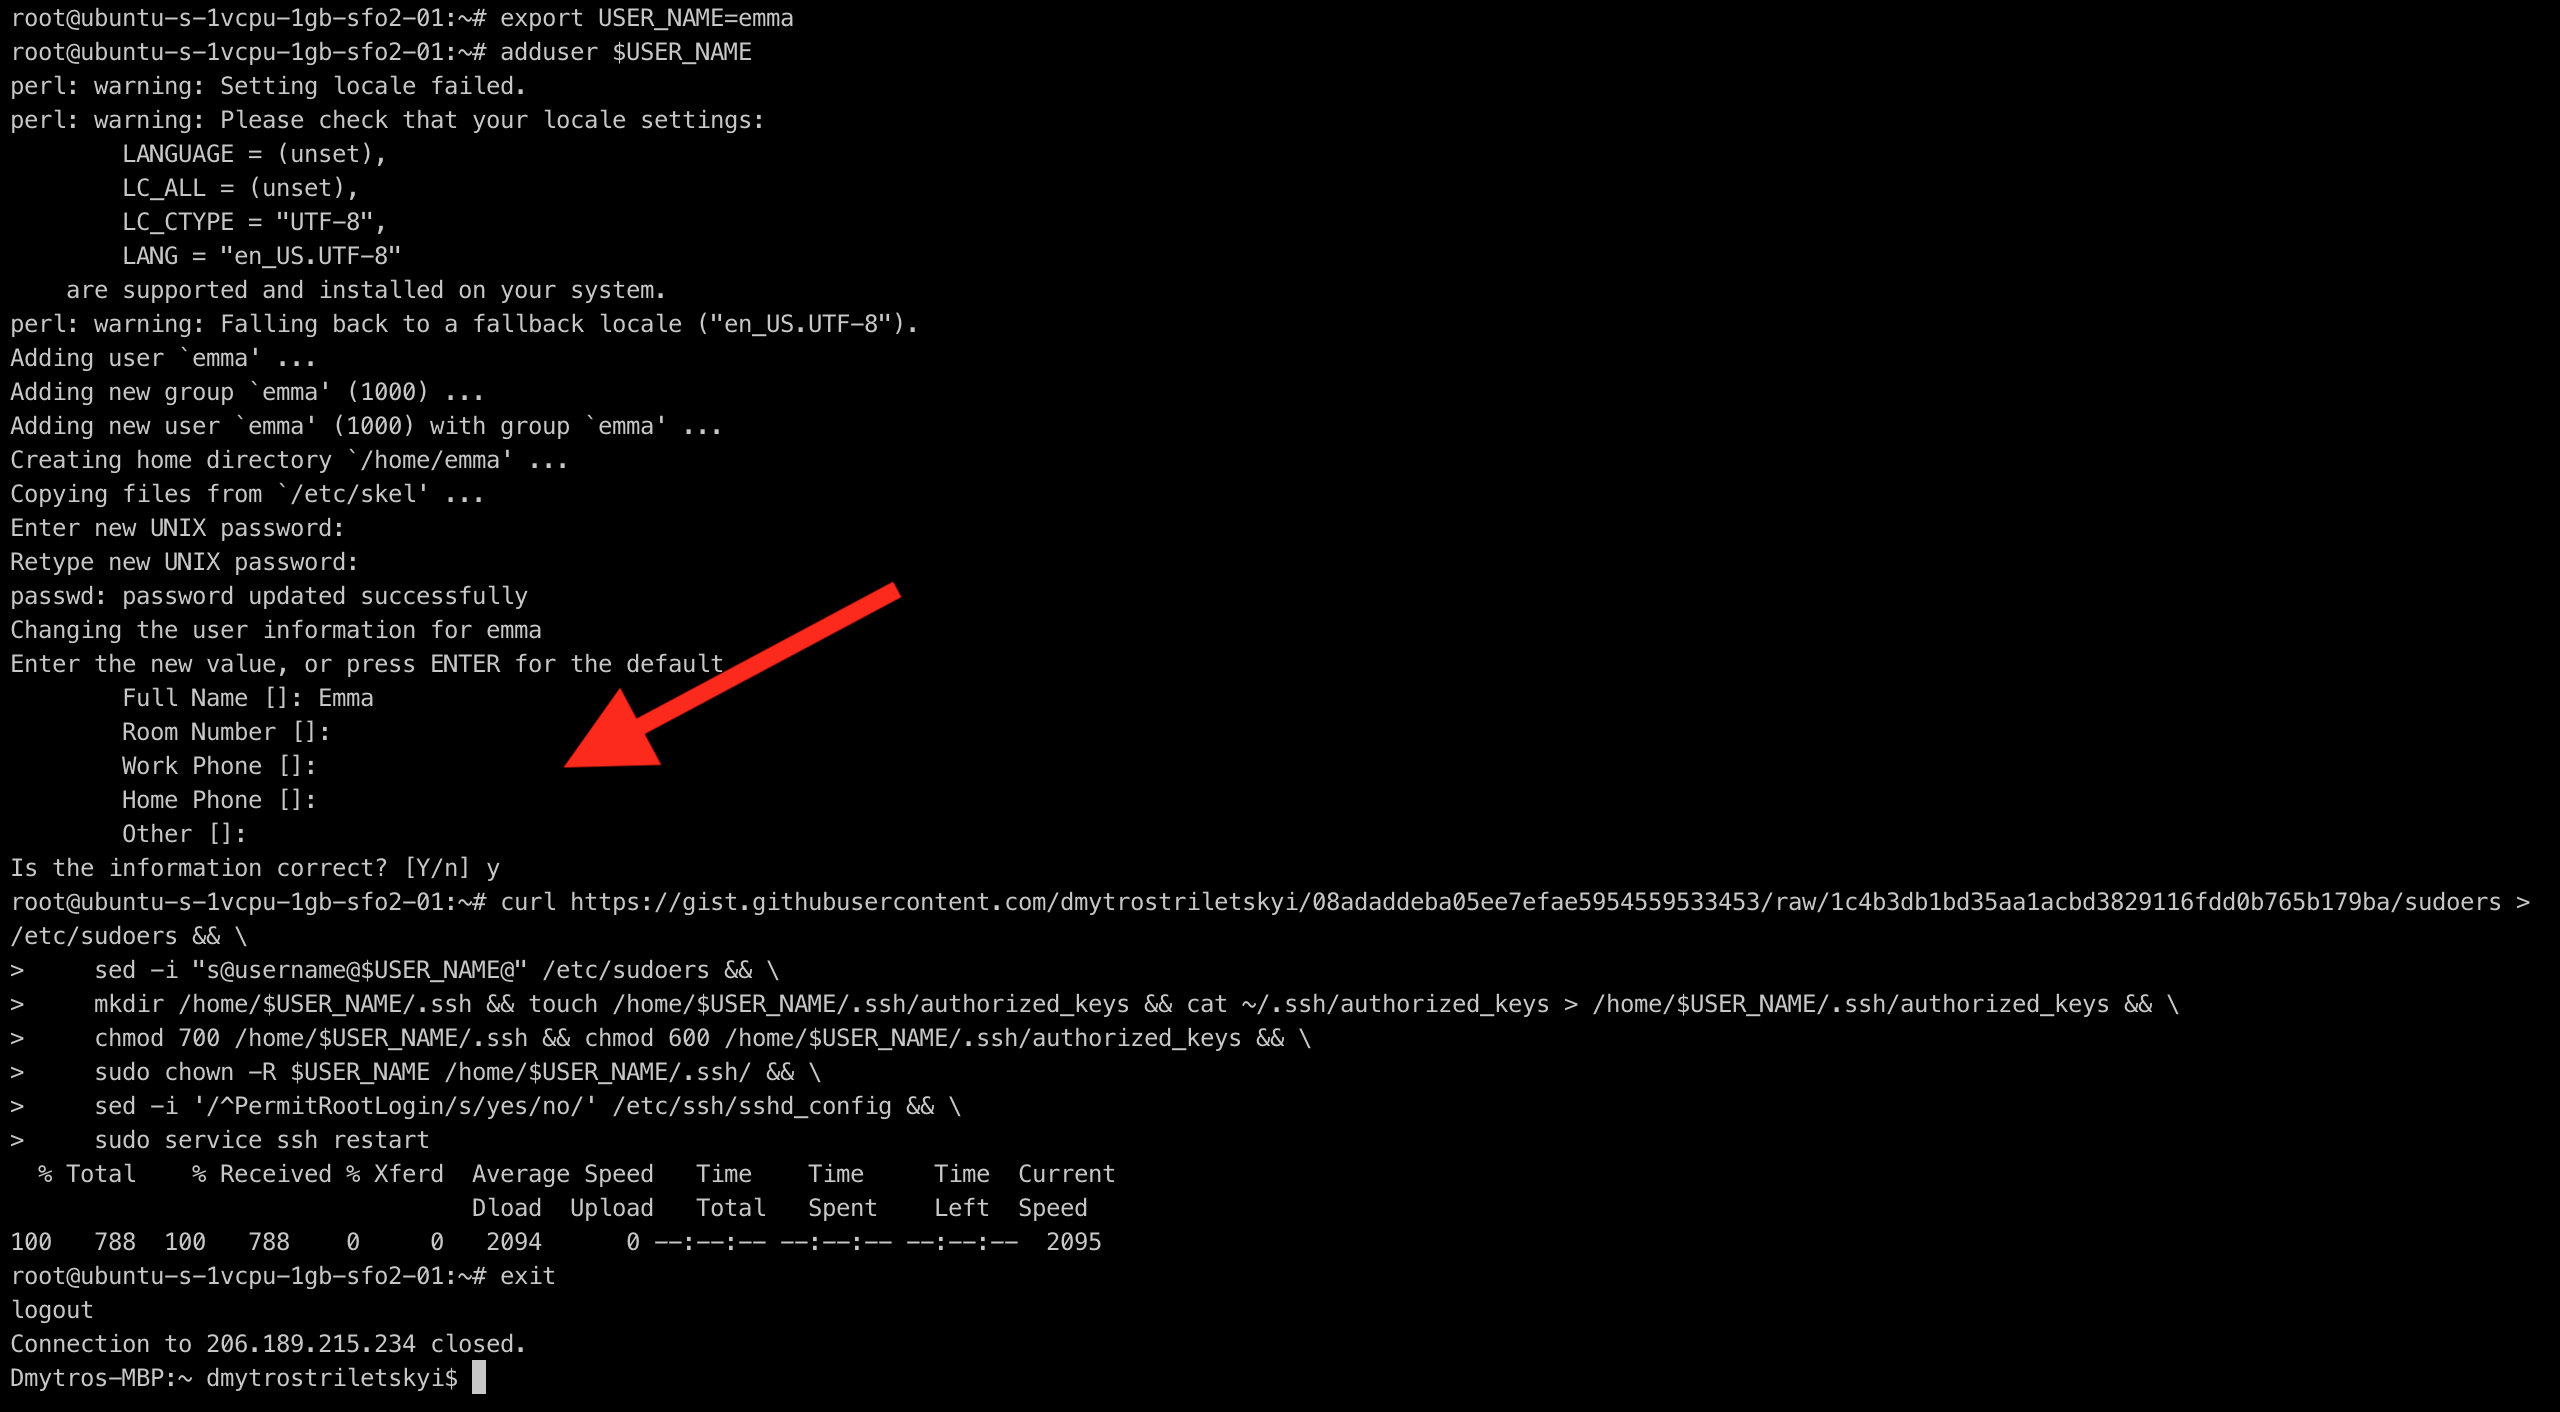 root@ubuntu-s-1vcpu-1gb-sfo2-01:~# export USER_NAME=emma
root@ubuntu-s-1vcpu-1gb-sfo2-01:~# adduser $USER_NAME
perl: warning: Setting locale failed.
perl: warning: Please check that your locale settings:
        LANGUAGE = (unset),
        LC_ALL = (unset),
        LC_CTYPE = "UTF-8",
        LANG = "en_US.UTF-8"
    are supported and installed on your system.
perl: warning: Falling back to a fallback locale ("en_US.UTF-8").
Adding user `emma' ...
Adding new group `emma' (1000) ...
Adding new user `emma' (1000) with group `emma' ...
Creating home directory `/home/emma' ...
Copying files from `/etc/skel' ...
Enter new UNIX password:
Retype new UNIX password:
passwd: password updated successfully
Changing the user information for emma
Enter the new value, or press ENTER for the default
        Full Name []: Emma
        Room Number []:
        Work Phone []:
        Home Phone []:
        Other []:
Is the information correct? [Y/n] y
root@ubuntu-s-1vcpu-1gb-sfo2-01:~# curl https://gist.githubusercontent.com/dmytrostriletskyi/08adaddeba05ee7efae5954559533453/raw/1c4b3db1bd35aa1acbd3829116fdd0b765b179ba/sudoers >
/etc/sudoers && \
>     sed -i "s@username@$USER_NAME@" /etc/sudoers && \
>     mkdir /home/$USER_NAME/.ssh && touch /home/$USER_NAME/.ssh/authorized_keys && cat ~/.ssh/authorized_keys > /home/$USER_NAME/.ssh/authorized_keys && \
>     chmod 700 /home/$USER_NAME/.ssh && chmod 600 /home/$USER_NAME/.ssh/authorized_keys && \
>     sudo chown -R $USER_NAME /home/$USER_NAME/.ssh/ && \
>     sed -i '/^PermitRootLogin/s/yes/no/' /etc/ssh/sshd_config && \
>     sudo service ssh restart
  % Total    % Received % Xferd  Average Speed   Time    Time     Time  Current
                                 Dload  Upload   Total   Spent    Left  Speed
100   788  100   788    0     0   2094      0 --:--:-- --:--:-- --:--:--  2095
root@ubuntu-s-1vcpu-1gb-sfo2-01:~# exit
logout
Connection to 206.189.215.234 closed.
Dmytros-MBP:~ dmytrostriletskyi$